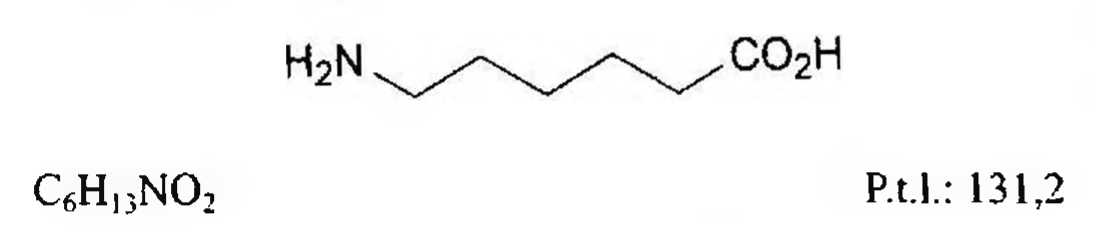 H₂N CO₂H
C₆H₁₃NO₂ P.t.l.: 131,2